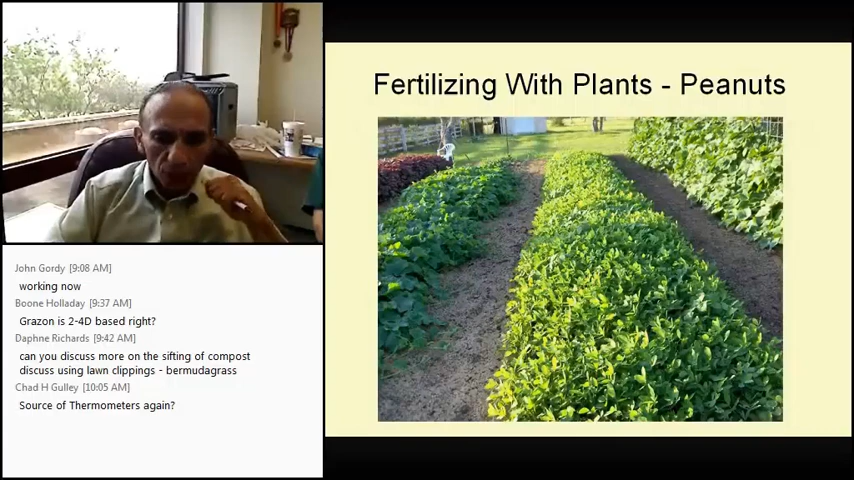 Fertilizing With Plants - Peanuts
John Gordy [9:08 AM]
working now
Boone Holladay [9:37 AM]
Grazon is 2-4D based right?
Daphne Richards [9:42 AM]
can you discuss more on the sifting of compost
discuss using lawn clippings - bermudagrass
Chad H Gulley [10:05 AM]
Source of Thermometers again?